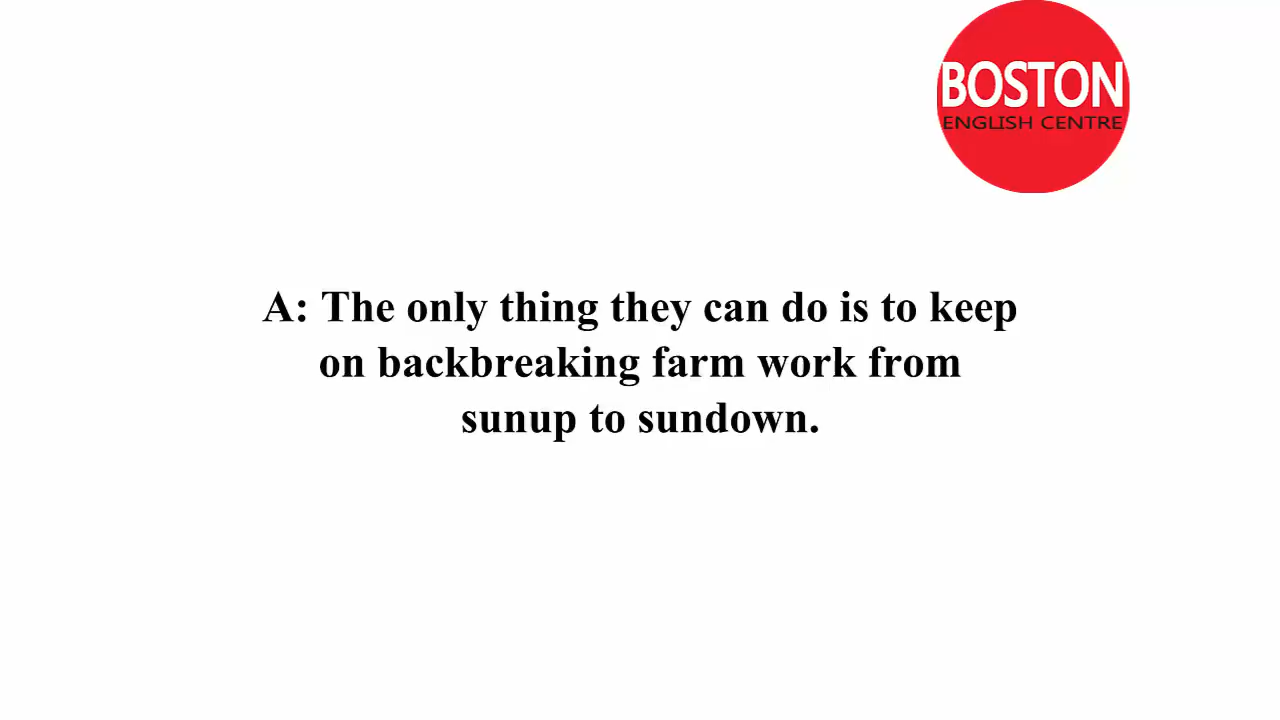 BOSTON
ENGLISH CENTRE
A: The only thing they can do is to keep
on backbreaking farm work from
sunup to sundown.